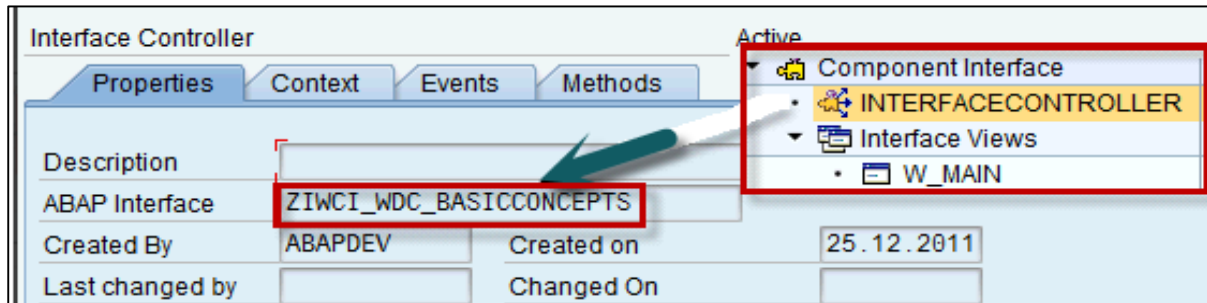 Interface Controller
Active
Properties
Context
Events
Methods
Component Interface
INTERFACECONTROLLER
Interface Views
W_MAIN
Description
ABAP Interface ZIWCI_WDC_BASICCONCEPTS
Created By ABAPDEV Created on 25.12.2011
Last changed by Changed On